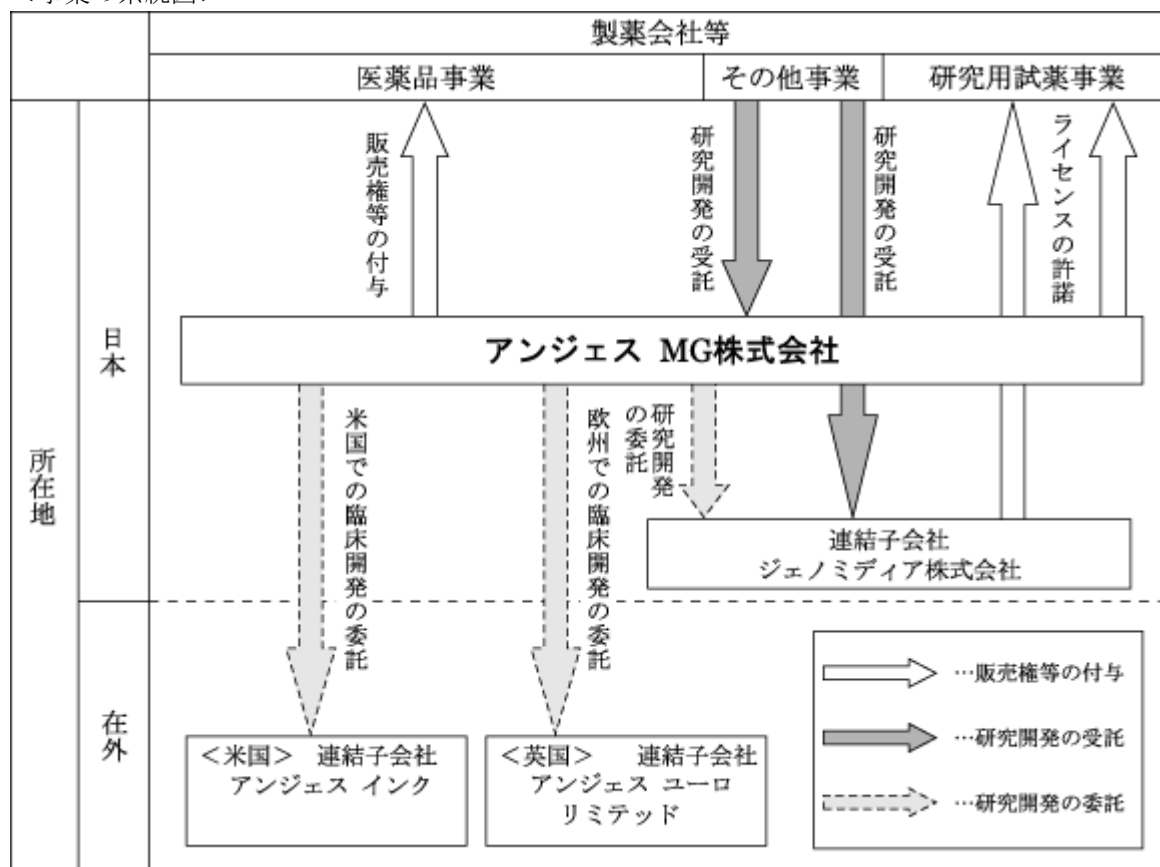 製薬会社等
医薬品事業
その他事業
研究用試薬事業
販売権等の付与
研究開発の受託
研究開発の受託
ライセンスの許諾
所在地
日本
アンジェス MG株式会社
米国での臨床開発の委託
欧州での臨床開発の委託
研究開発
の委託
連結子会社
ジェノミディア株式会社
在外
＜米国＞ 連結子会社
アンジェス インク
＜英国＞ 連結子会社
アンジェス ユーロ
リミテッド
…販売権等の付与
…研究開発の受託
…研究開発の委託